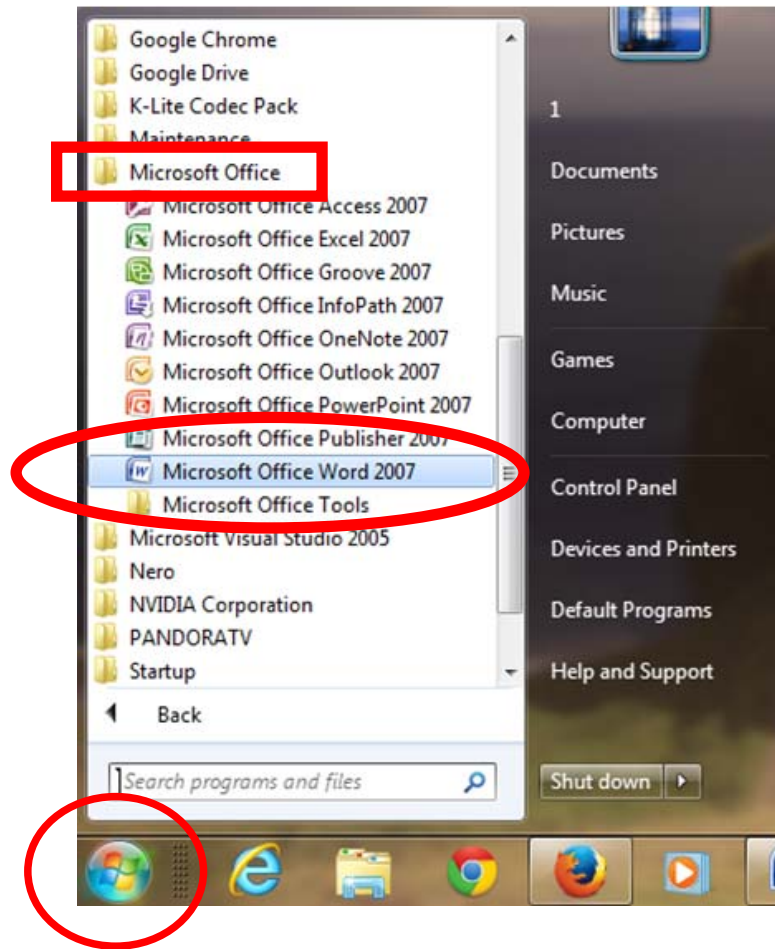 Google Chrome
Google Drive
K-Lite Codec Pack
Maintenance
Microsoft Office
Microsoft Office Access 2007
Microsoft Office Excel 2007
Microsoft Office Groove 2007
Microsoft Office InfoPath 2007
Microsoft Office OneNote 2007
Microsoft Office Outlook 2007
Microsoft Office PowerPoint 2007
Microsoft Office Publisher 2007
Microsoft Office Word 2007
Microsoft Office Tools
Microsoft Visual Studio 2005
Nero
NVIDIA Corporation
PANDORATV
Startup
Back
Search programs and files
1
Documents
Pictures
Music
Games
Computer
Control Panel
Devices and Printers
Default Programs
Help and Support
Shut down